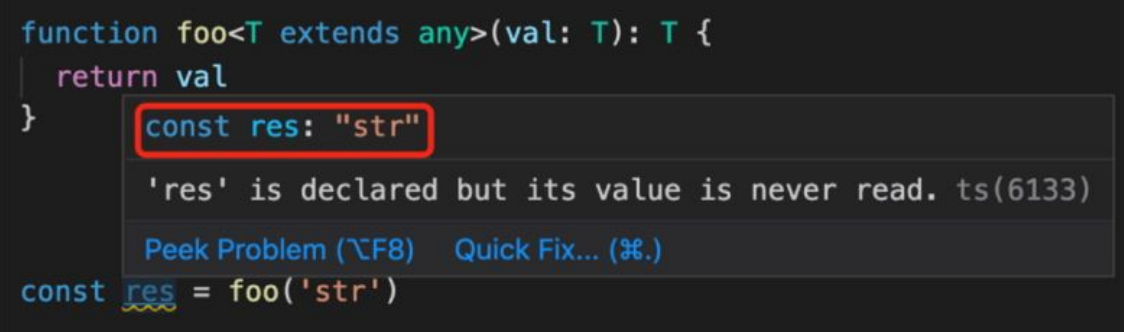 function foo<T extends any>(val: T): T {
return val
}
const res: "str"
'res' is declared but its value is never read. ts(6133)
Peek Problem (⌥F8) Quick Fix... (⌘.)
const res = foo('str')